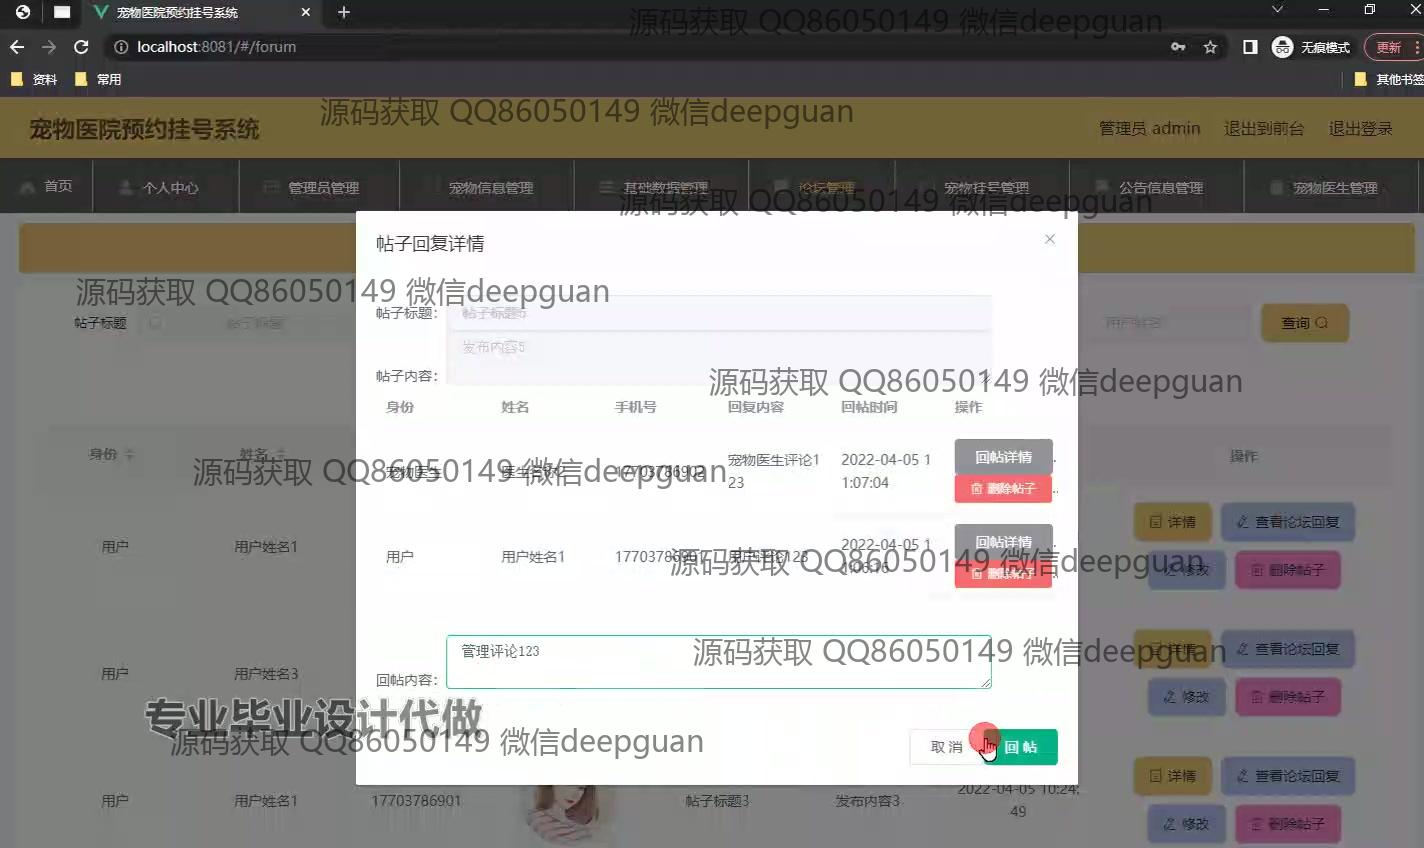 宠物医院预约挂号系统
localhost:8081/#/forum
无痕模式
更新
资料
常用
其他书签
源码获取 QQ86050149 微信deepguan
源码获取 QQ86050149 微信deepguan
宠物医院预约挂号系统
管理员 admin
退出到前台
退出登录
首页
个人中心
管理员管理
宠物信息管理
基础数据管理
论坛管理
宠物挂号管理
公告信息管理
宠物医生管理
源码获取 QQ86050149 微信deepguan
帖子回复详情
源码获取 QQ86050149 微信deepguan
帖子标题
帖子标题
帖子标题：
帖子标题5
用户姓名
查询
发布内容5
帖子内容：
源码获取 QQ86050149 微信deepguan
身份
姓名
手机号
回复内容
回帖时间
操作
身份
姓名
操作
宠物医生
17703786902
宠物医生评论1
23
2022-04-05 1
1:07:04
回帖详情
删除帖子
源码获取 QQ86050149 微信deepguan
用户
用户姓名1
详情
查看论坛回复
修改
删除帖子
用户
用户姓名1
17703786901
用户评论123
2022-04-05 1
1:06:16
回帖详情
删除帖子
源码获取 QQ86050149 微信deepguan
管理评论123
回帖内容：
源码获取 QQ86050149 微信deepguan
用户
用户姓名3
详情
查看论坛回复
修改
删除帖子
专业毕业设计代做
源码获取 QQ86050149 微信deepguan
取 消
回 帖
用户
用户姓名1
17703786901
帖子标题3
发布内容3
2022-04-05 10:24:
49
详情
查看论坛回复
修改
删除帖子